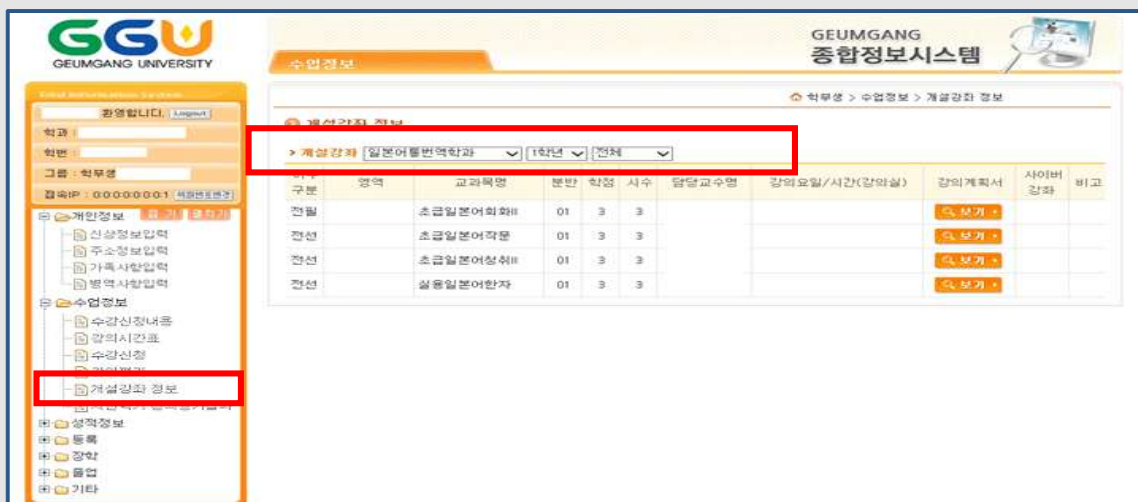 GGU
GEUMGANG UNIVERSITY
수업정보
GEUMGANG
종합정보시스템
Total Information System
환영합니다. Logout
학과 :
학번 :
그룹 : 학부생
접속IP : 000000001 비밀번호변경
학부생 > 수업정보 > 개설강좌 정보
개설강좌 정보
> 개설강좌 일본어통번역학과 1학년 전체
구분 영역 교과목명 분반 학점 시수 담당교수명 강의요일/시간(강의실) 강의계획서 사이버강좌 비고
전필 초급일본어회화II 01 3 3 보기
전선 초급일본어작문 01 3 3 보기
전선 초급일본어청취II 01 3 3 보기
전선 실용일본어한자 01 3 3 보기
개인정보
신상정보입력
주소정보입력
가족사항입력
병역사항입력
수업정보
수강신청내용
강의시간표
수강신청
개설강좌 정보
성적정보
등록
장학
졸업
기타